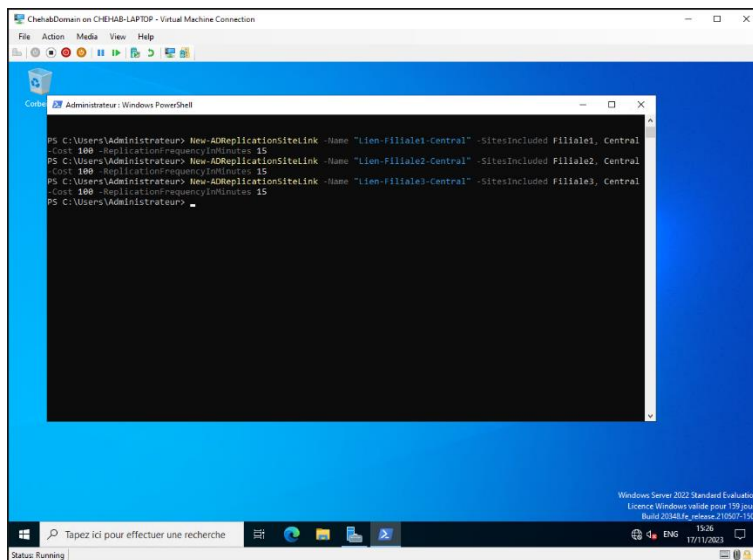 ChehabDomain on CHEHAB-LAPTOP - Virtual Machine Connection
File Action Media View Help
Administrateur : Windows PowerShell
PS C:\Users\Administrateur> New-ADReplicationSiteLink -Name "Lien-Filiale1-Central" -SitesIncluded Filiale1, Central
-Cost 100 -ReplicationFrequencyInMinutes 15
PS C:\Users\Administrateur> New-ADReplicationSiteLink -Name "Lien-Filiale2-Central" -SitesIncluded Filiale2, Central
-Cost 100 -ReplicationFrequencyInMinutes 15
PS C:\Users\Administrateur> New-ADReplicationSiteLink -Name "Lien-Filiale3-Central" -SitesIncluded Filiale3, Central
-Cost 100 -ReplicationFrequencyInMinutes 15
PS C:\Users\Administrateur>
Windows Server 2022 Standard Evaluatio
Licence Windows valide pour 159 jou
Build 20348.fe_release.210507-150
Tapez ici pour effectuer une recherche
ENG
15:26
17/11/2023
Status: Running